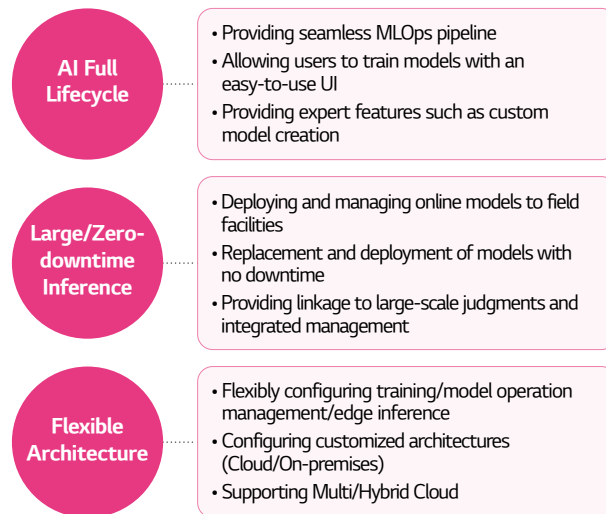 AI Full
Lifecycle
• Providing seamless MLOps pipeline
• Allowing users to train models with an
easy-to-use UI
• Providing expert features such as custom
model creation
Large/Zero-
downtime
Inference
• Deploying and managing online models to field
facilities
• Replacement and deployment of models with
no downtime
• Providing linkage to large-scale judgments and
integrated management
Flexible
Architecture
• Flexibly configuring training/model operation
management/edge inference
• Configuring customized architectures
(Cloud/On-premises)
• Supporting Multi/Hybrid Cloud